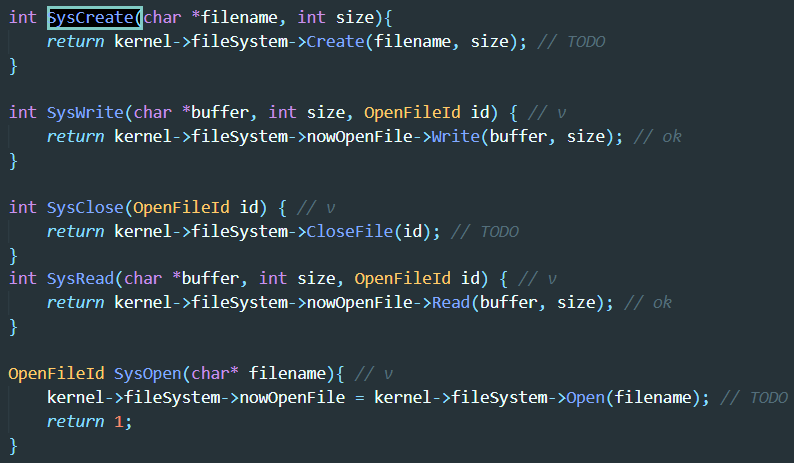 int SysCreate(char *filename, int size){
return kernel->fileSystem->Create(filename, size); // TODO
}
int SysWrite(char *buffer, int size, OpenFileId id) { // v
return kernel->fileSystem->nowOpenFile->Write(buffer, size); // ok
}
int SysClose(OpenFileId id) { // v
return kernel->fileSystem->CloseFile(id); // TODO
}
int SysRead(char *buffer, int size, OpenFileId id) { // v
return kernel->fileSystem->nowOpenFile->Read(buffer, size); // ok
}
OpenFileId SysOpen(char* filename){ // v
kernel->fileSystem->nowOpenFile = kernel->fileSystem->Open(filename); // TODO
return 1;
}